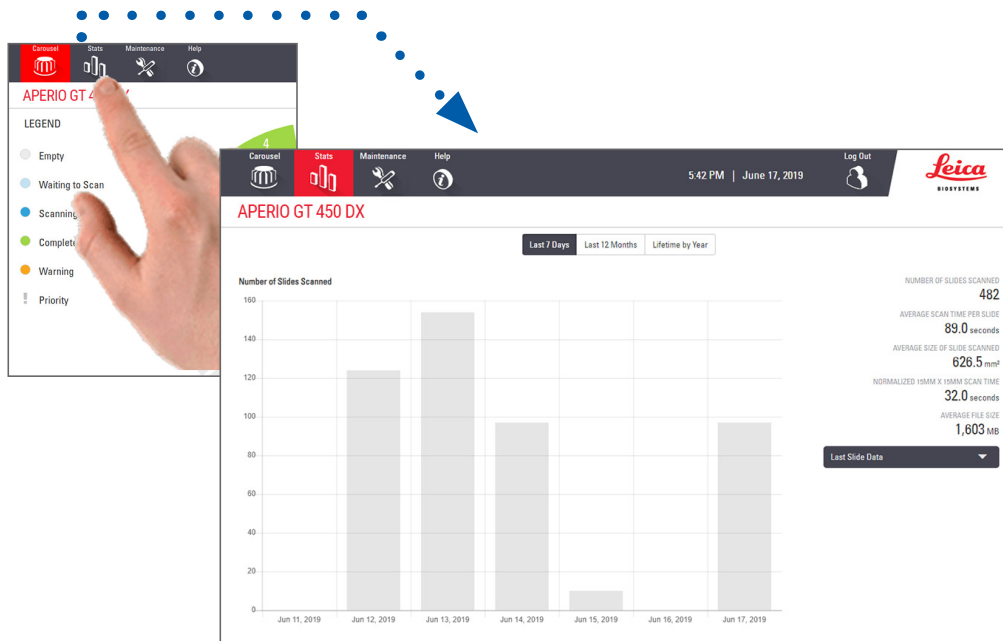 Carousel Stats Maintenance Help
APERIO GT 4
LEGEND
4
Empty
Waiting to Scan
Scanning
Complete
Warning
! Priority
Carousel Stats Maintenance Help
5:42 PM | June 17, 2019
Log Out
Leica
BIOSYSTEMS
APERIO GT 450 DX
Last 7 Days Last 12 Months Lifetime by Year
Number of Slides Scanned
160
140
120
100
80
60
40
20
0
Jun 11, 2019 Jun 12, 2019 Jun 13, 2019 Jun 14, 2019 Jun 15, 2019 Jun 16, 2019 Jun 17, 2019
NUMBER OF SLIDES SCANNED
482
AVERAGE SCAN TIME PER SLIDE
89.0 seconds
AVERAGE SIZE OF SLIDE SCANNED
626.5 mm²
NORMALIZED 15MM X 15MM SCAN TIME
32.0 seconds
AVERAGE FILE SIZE
1,603 MB
Last Slide Data